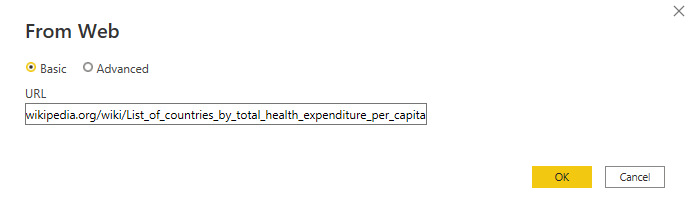 From Web
Basic Advanced
URL
wikipedia.org/wiki/List_of_countries_by_total_health_expenditure_per_capita
OK Cancel